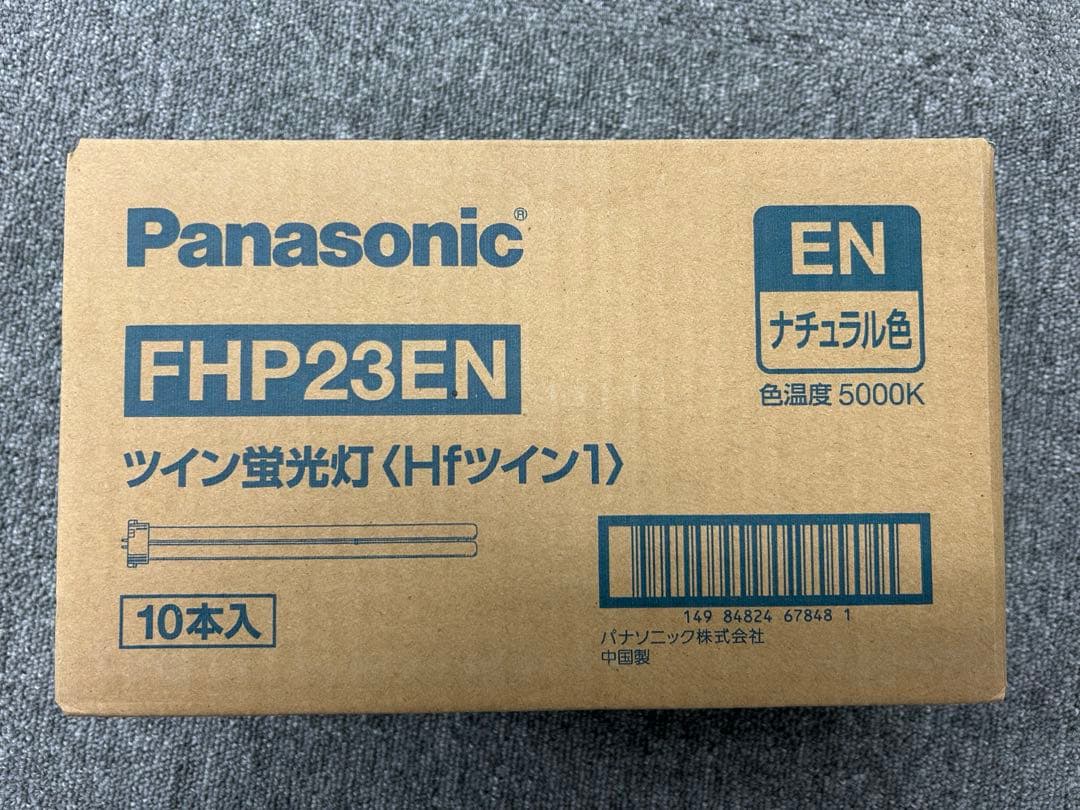 Panasonic®
EN
FHP23EN
ナチュラル色
色温度 5000K
ツイン蛍光灯〈Hfツイン1〉
10本入
149 84824 67848 1
パナソニック株式会社
中国製